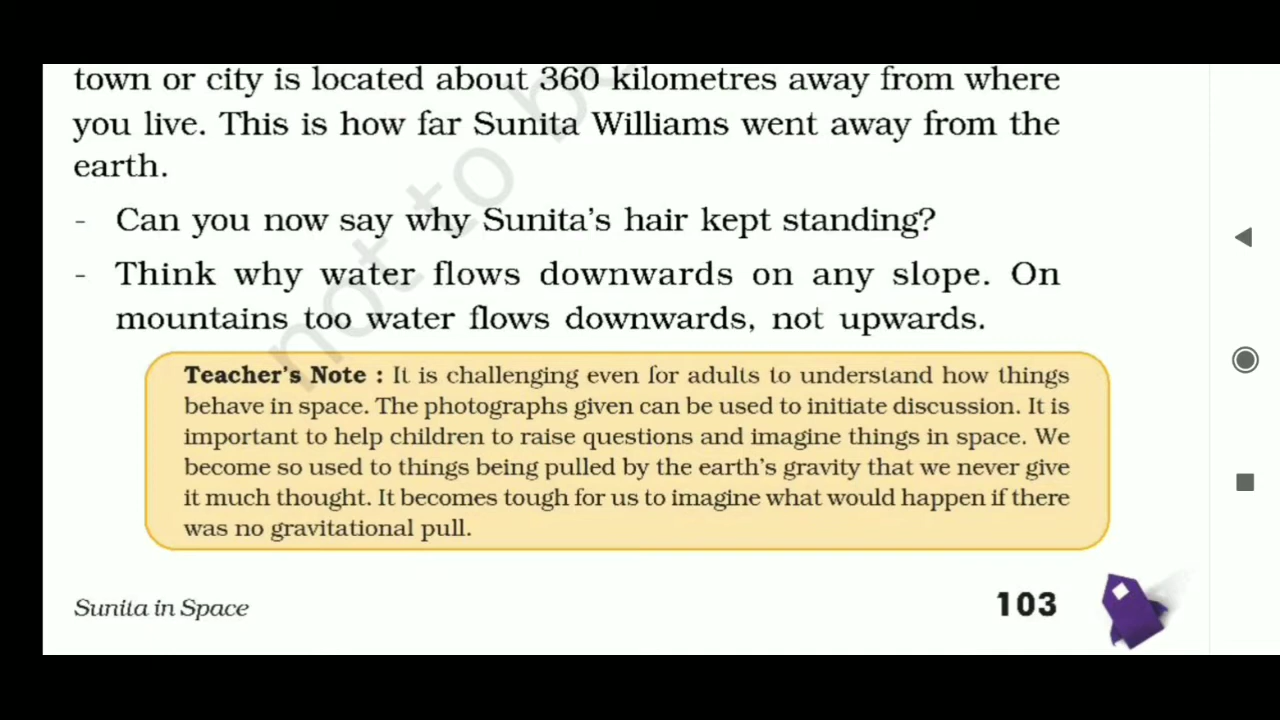 town or city is located about 360 kilometres away from where
you live. This is how far Sunita Williams went away from the
earth.
- Can you now say why Sunita's hair kept standing?
- Think why water flows downwards on any slope. On
mountains too water flows downwards, not upwards.
Teacher's Note : It is challenging even for adults to understand how things
behave in space. The photographs given can be used to initiate discussion. It is
important to help children to raise questions and imagine things in space. We
become so used to things being pulled by the earth's gravity that we never give
it much thought. It becomes tough for us to imagine what would happen if there
was no gravitational pull.
Sunita in Space
103
not to b